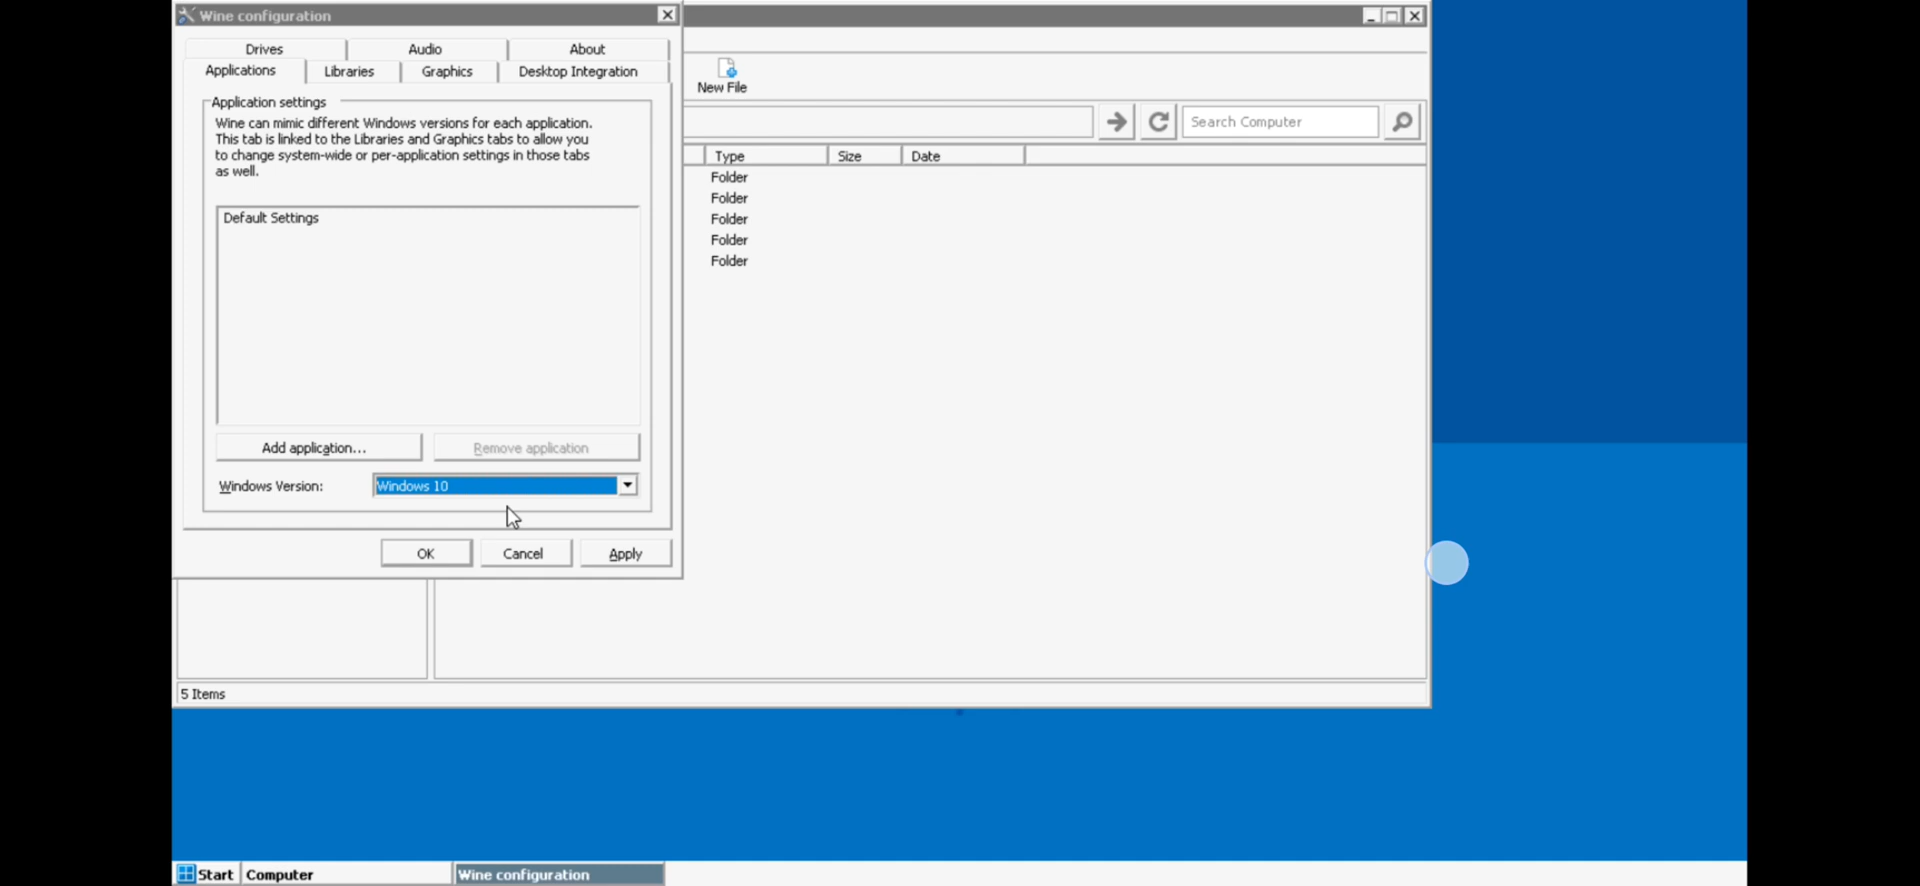 Wine configuration
Drives
Audio
About
Applications
Libraries
Graphics
Desktop Integration
Application settings
Wine can mimic different Windows versions for each application.
This tab is linked to the Libraries and Graphics tabs to allow you
to change system-wide or per-application settings in those tabs
as well.
Default Settings
Add application...
Remove application
Windows Version:
Windows 10
OK
Cancel
Apply
New File
Search Computer
Type
Size
Date
Folder
Folder
Folder
Folder
Folder
5 Items
Start
Computer
Wine configuration